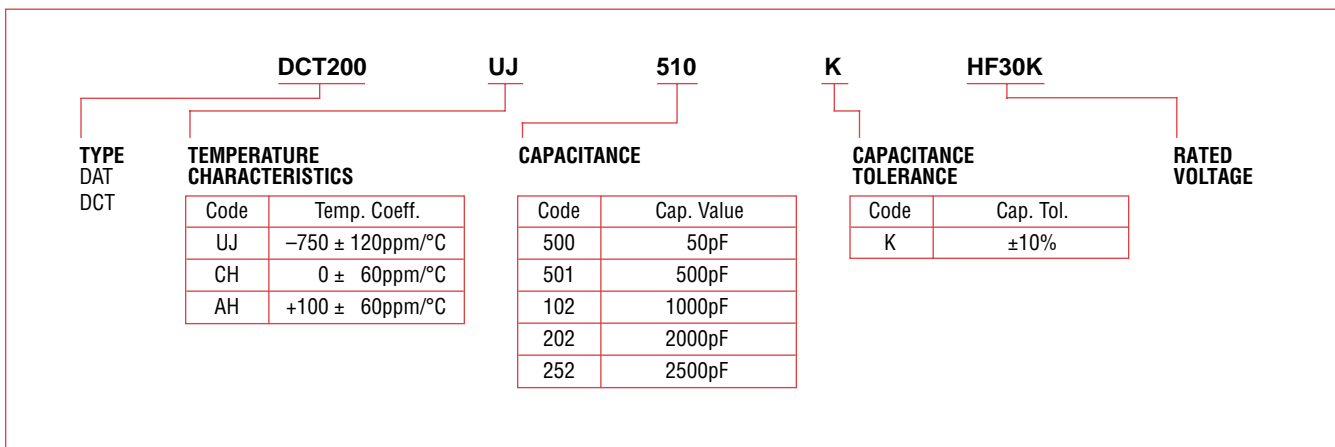 DCT200 UJ 510 K HF30K
TYPE
DAT
DCT
TEMPERATURE
CHARACTERISTICS
Code Temp. Coeff.
UJ –750 ± 120ppm/°C
CH 0 ± 60ppm/°C
AH +100 ± 60ppm/°C
CAPACITANCE
Code Cap. Value
500 50pF
501 500pF
102 1000pF
202 2000pF
252 2500pF
CAPACITANCE
TOLERANCE
Code Cap. Tol.
K ±10%
RATED
VOLTAGE